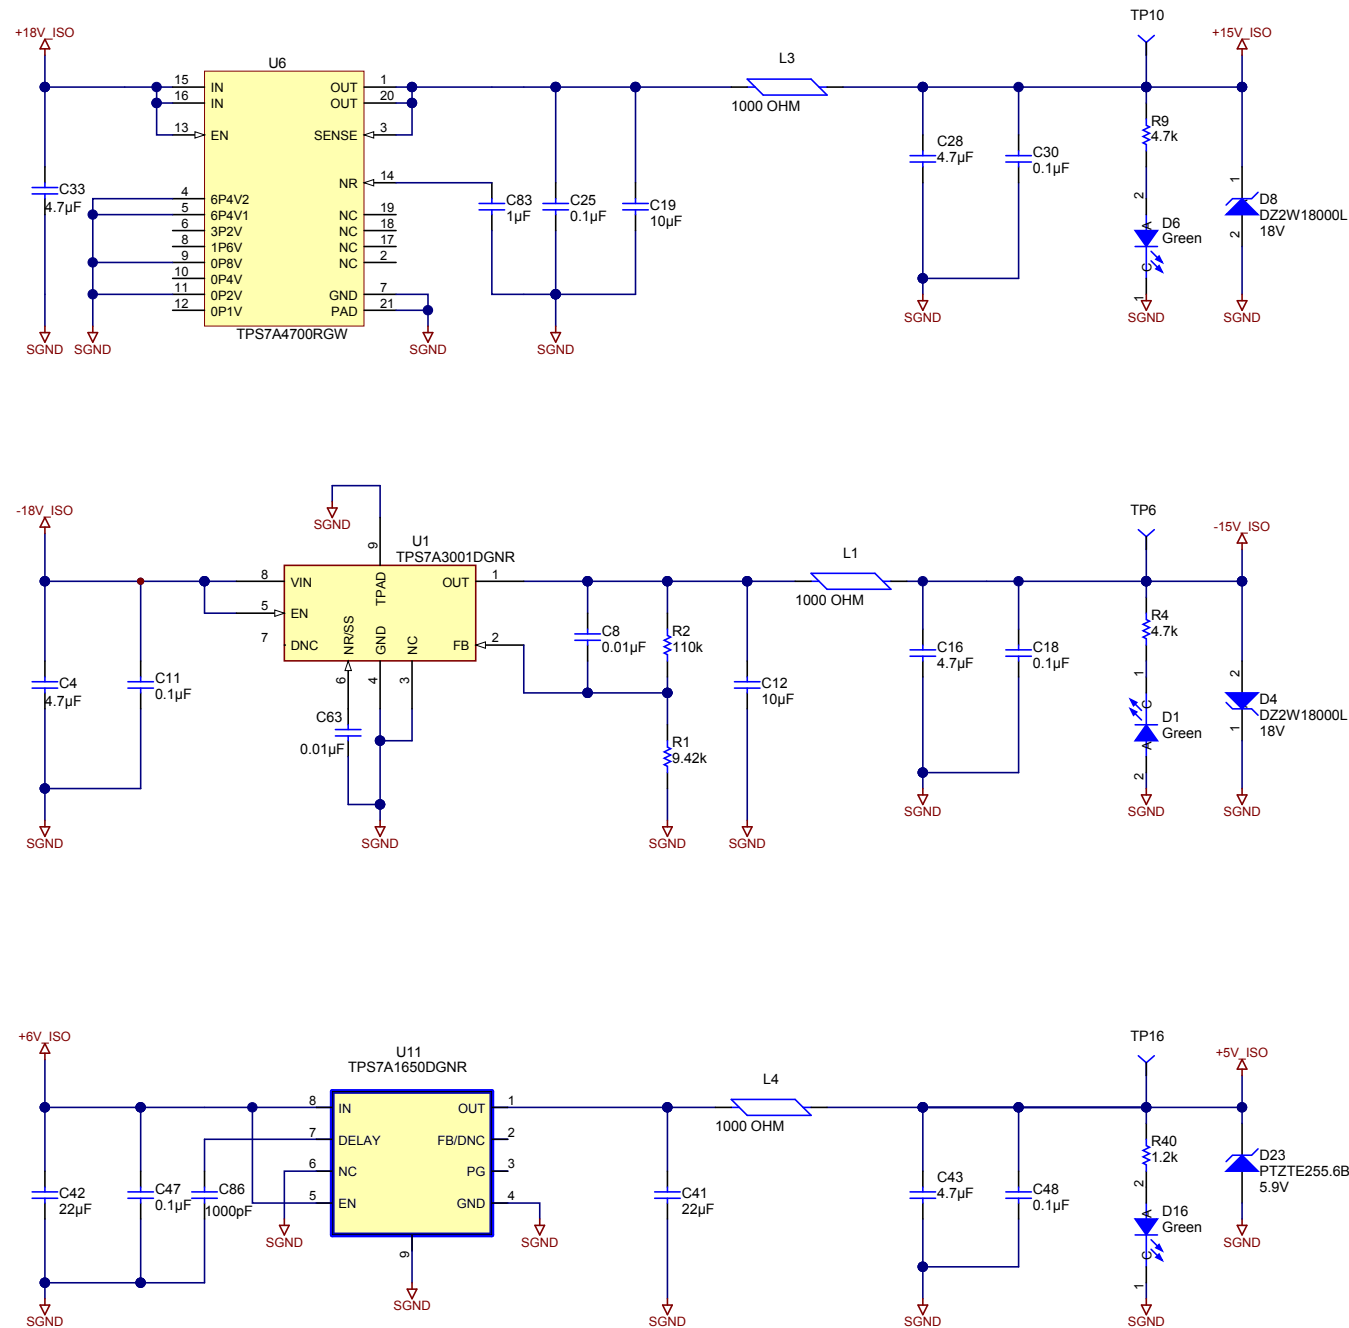 TP10
+18V_ISO
+15V_ISO
U6
L3
15 IN OUT 1
16 IN OUT 20
1000 OHM
13 EN SENSE 3
R9
4.7k
C28
4.7µF
C30
0.1µF
NR 14
C33
4.7µF
4 6P4V2
5 6P4V1 NC 19
6 3P2V NC 18
8 1P6V NC 17
9 0P8V NC 2
10 0P4V
11 0P2V GND 7
12 0P1V PAD 21
C83
1µF
C25
0.1µF
C19
10µF
2
A
D6
Green
C
1
1
D8
DZ2W18000L
18V
2
TPS7A4700RGW
SGND
SGND
SGND
SGND
SGND
SGND
SGND
-18V_ISO
SGND
TP6
-15V_ISO
U1
TPS7A3001DGNR
9
L1
8 VIN TPAD OUT 1
1000 OHM
5 EN
7 DNC NR/SS GND NC FB 2
6 4 3
C8
0.01µF
R2
110k
C16
4.7µF
C18
0.1µF
R4
4.7k
C4
4.7µF
C11
0.1µF
C12
10µF
C63
0.01µF
R1
9.42k
1
C
D1
Green
A
2
2
D4
DZ2W18000L
18V
1
SGND
SGND
SGND
SGND
SGND
SGND
SGND
+6V_ISO
TP16
+5V_ISO
U11
TPS7A1650DGNR
L4
8 IN OUT 1
1000 OHM
7 DELAY FB/DNC 2
6 NC PG 3
5 EN GND 4
9
C42
22µF
C47
0.1µF
C86
1000pF
C41
22µF
C43
4.7µF
C48
0.1µF
R40
1.2k
2
A
D16
Green
C
1
D23
PTZTE255.6B
5.9V
SGND
SGND
SGND
SGND
SGND
SGND
SGND
SGND